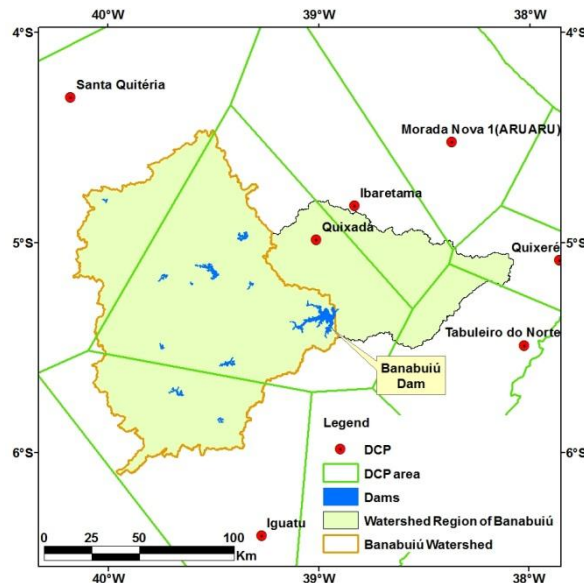 40°W 39°W 38°W
4°S 4°S
Santa Quitéria
Morada Nova 1(ARUARU)
Ibaretama
Quixadá
5°S 5°S
Quixeré
Tabuleiro do Norte
Banabuiú
Dam
Legend
DCP
DCP area
Dams
Watershed Region of Banabuiú
Banabuiú Watershed
6°S 6°S
Iguatu
0 25 50 100
Km
40°W 39°W 38°W